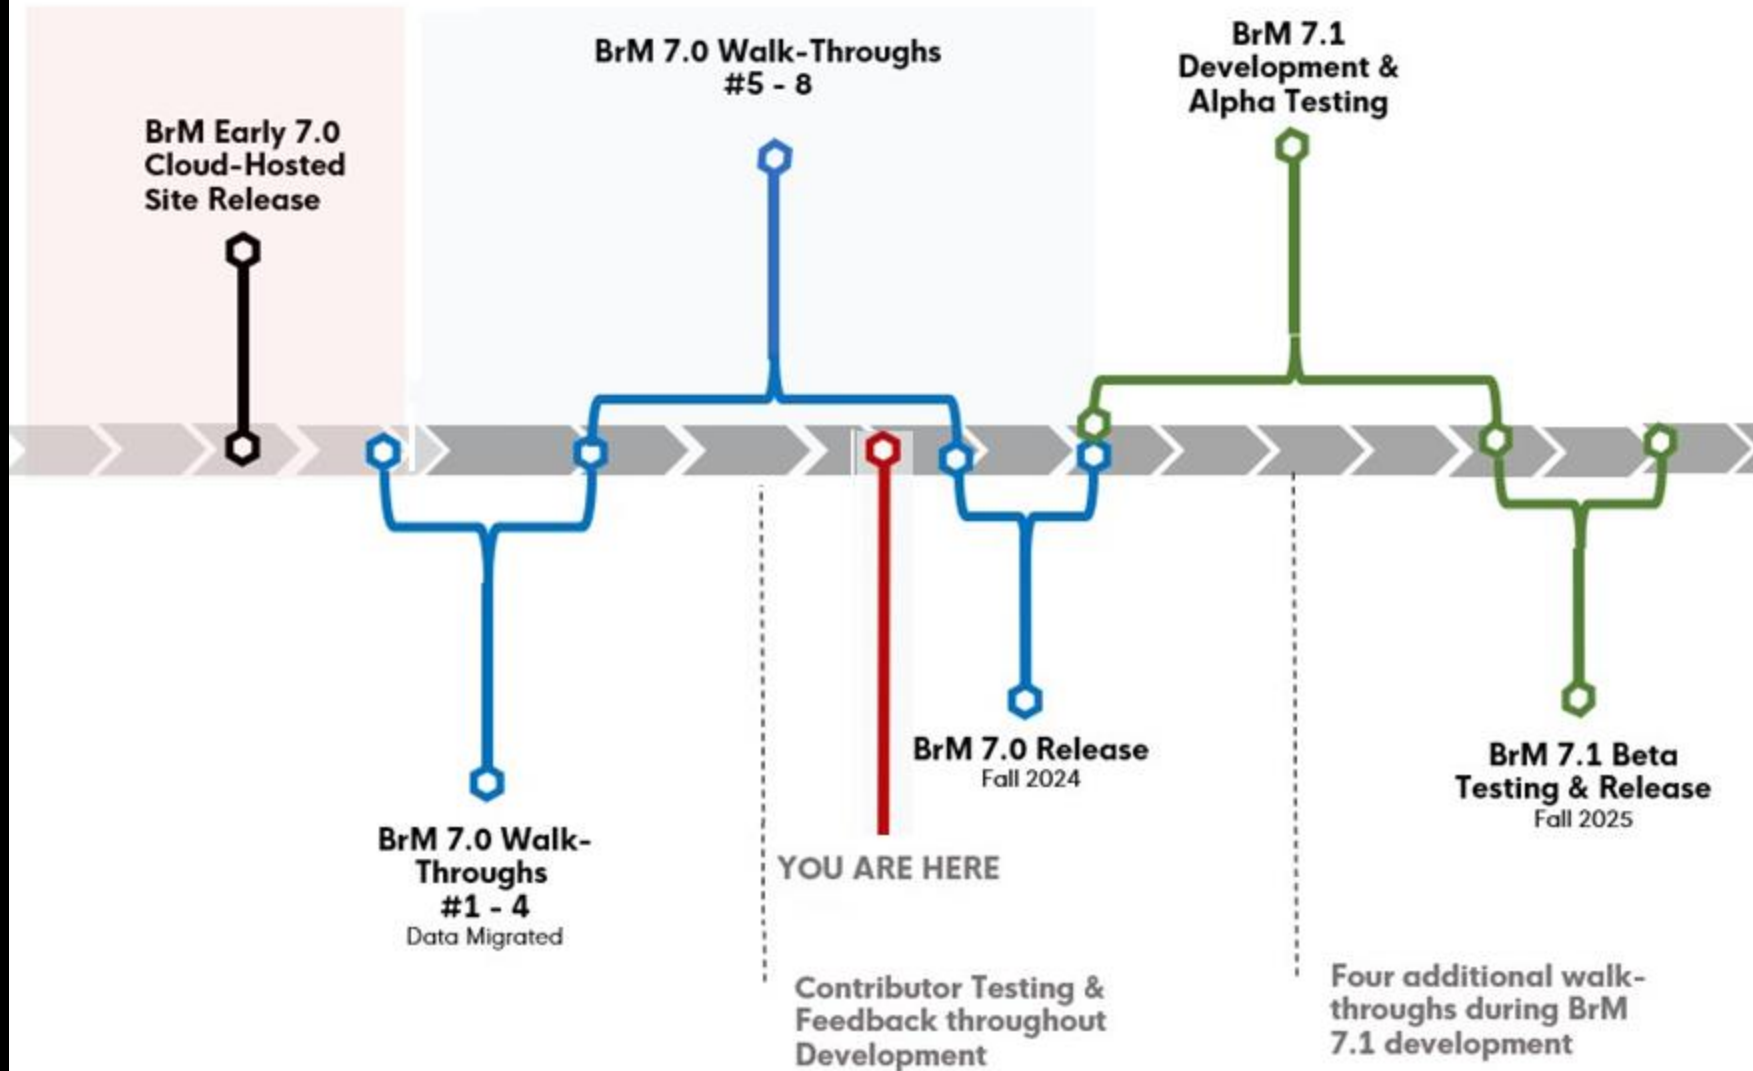 BrM Early 7.0
Cloud-Hosted
Site Release
BrM 7.0 Walk-Throughs
#5 - 8
BrM 7.1
Development &
Alpha Testing
BrM 7.0 Walk-
Throughs
#1 - 4
Data Migrated
YOU ARE HERE
BrM 7.0 Release
Fall 2024
BrM 7.1 Beta
Testing & Release
Fall 2025
Contributor Testing &
Feedback throughout
Development
Four additional walk-
throughs during BrM
7.1 development